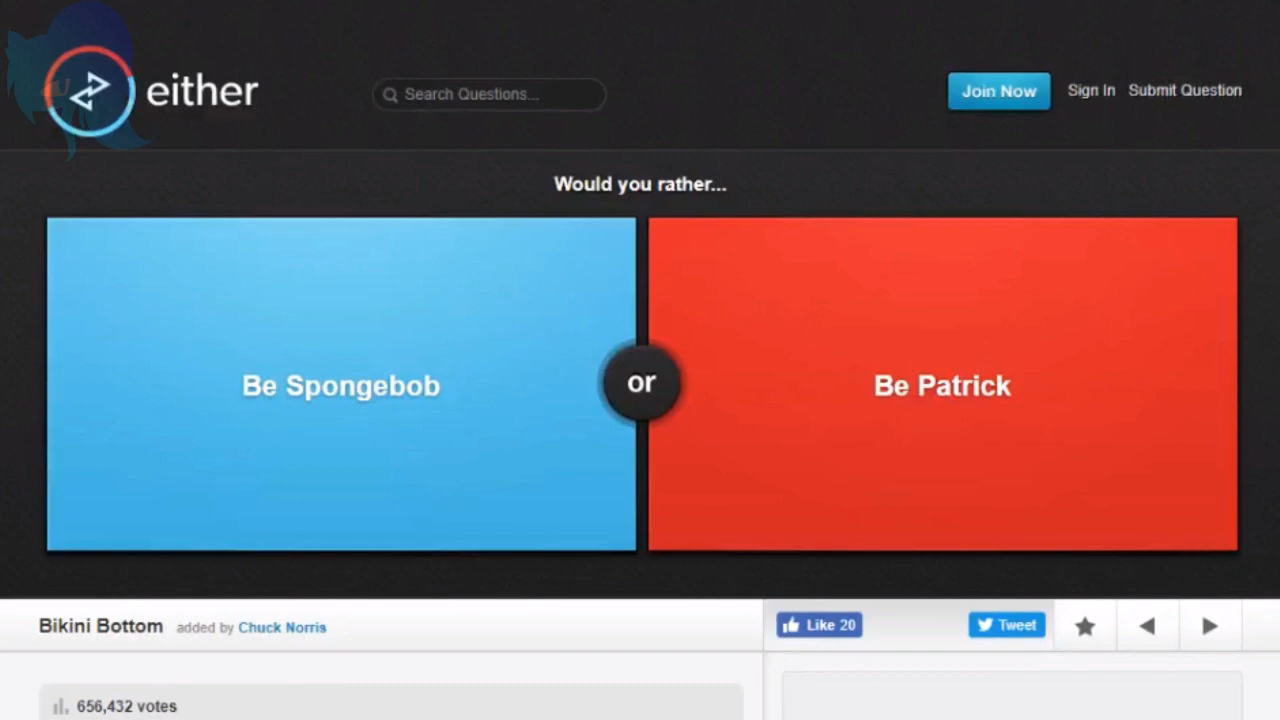 either
Search Questions...
Join Now
Sign In
Submit Question
Would you rather...
Be Spongebob
or
Be Patrick
Bikini Bottom
added by Chuck Norris
Like 20
Tweet
656,432 votes